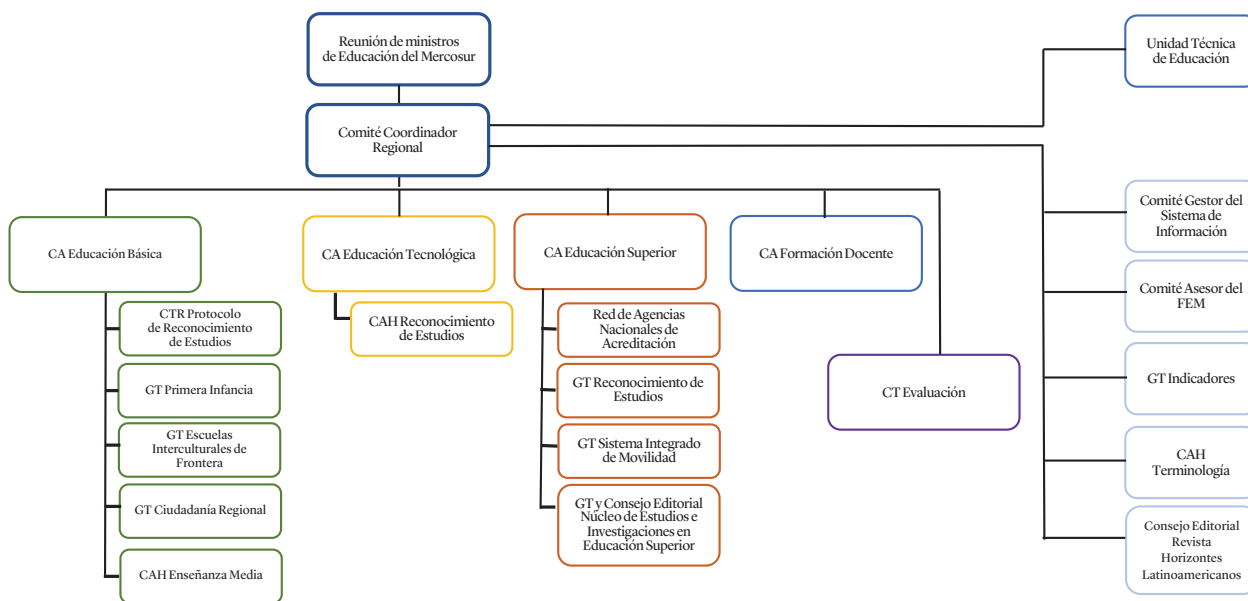 Reunión de ministros
de Educación del Mercosur
Unidad Técnica
de Educación
Comité Coordinador
Regional
CA Educación Básica
CTR Protocolo
de Reconocimiento
de Estudios
GT Primera Infancia
GT Escuelas
Interculturales de
Frontera
GT Ciudadanía Regional
CAH Enseñanza Media
CA Educación Tecnológica
CAH Reconocimiento
de Estudios
CA Educación Superior
Red de Agencias
Nacionales de
Acreditación
GT Reconocimiento de
Estudios
GT Sistema Integrado
de Movilidad
GT y Consejo Editorial
Núcleo de Estudios e
Investigaciones en
Educación Superior
CA Formación Docente
CT Evaluación
Comité Gestor del
Sistema de
Información
Comité Asesor del
FEM
GT Indicadores
CAH
Terminología
Consejo Editorial
Revista
Horizontes
Latinoamericanos